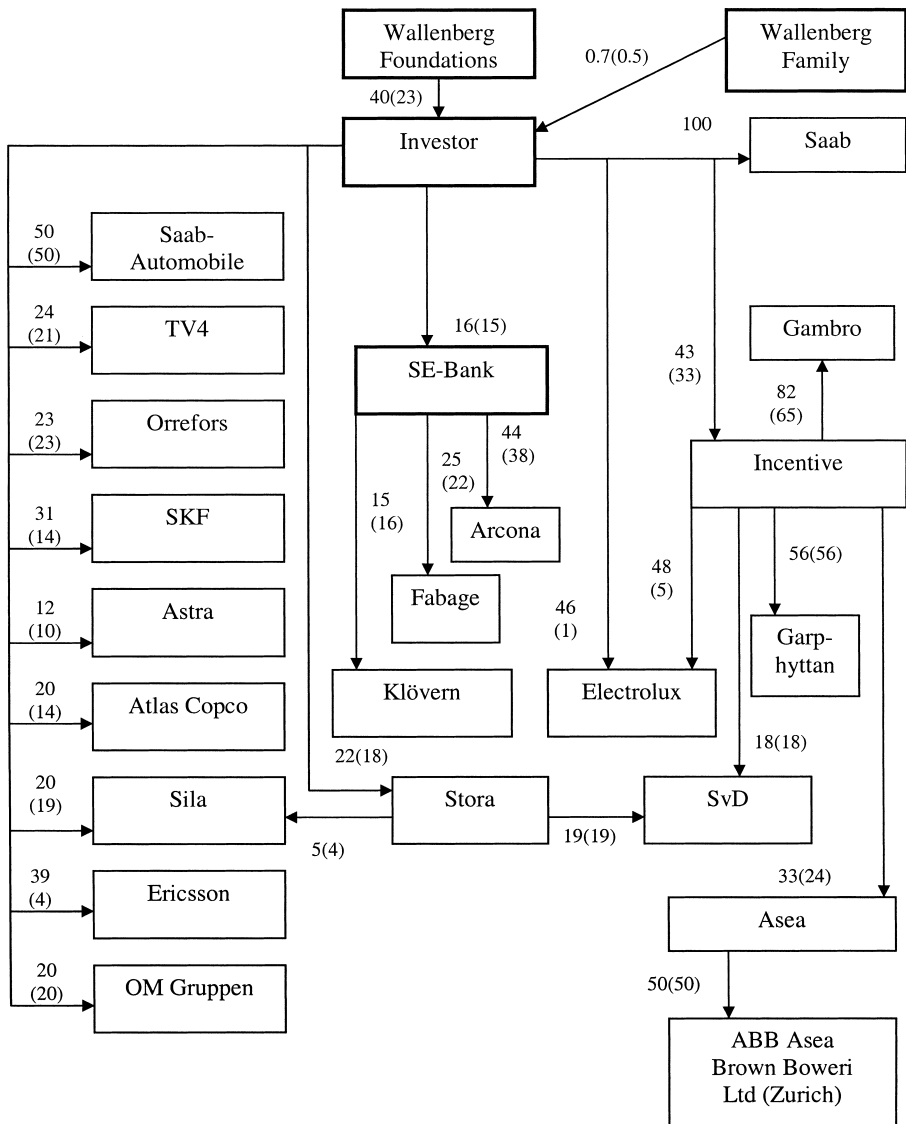 Wallenberg
Foundations
Wallenberg
Family
0.7(0.5)
40(23)
Investor
100
Saab
50
(50)
Saab-
Automobile
24
(21)
TV4
16(15)
SE-Bank
43
(33)
Gambro
82
(65)
23
(23)
Orrefors
44
(38)
25
(22)
15
(16)
Incentive
31
(14)
SKF
Arcona
56(56)
48
(5)
12
(10)
Astra
Fabage
46
(1)
Garp-
hyttan
20
(14)
Atlas Copco
Klövern
Electrolux
22(18)
18(18)
20
(19)
Sila
Stora
SvD
5(4)
19(19)
39
(4)
Ericsson
33(24)
Asea
20
(20)
OM Gruppen
50(50)
ABB Asea
Brown Boweri
Ltd (Zurich)